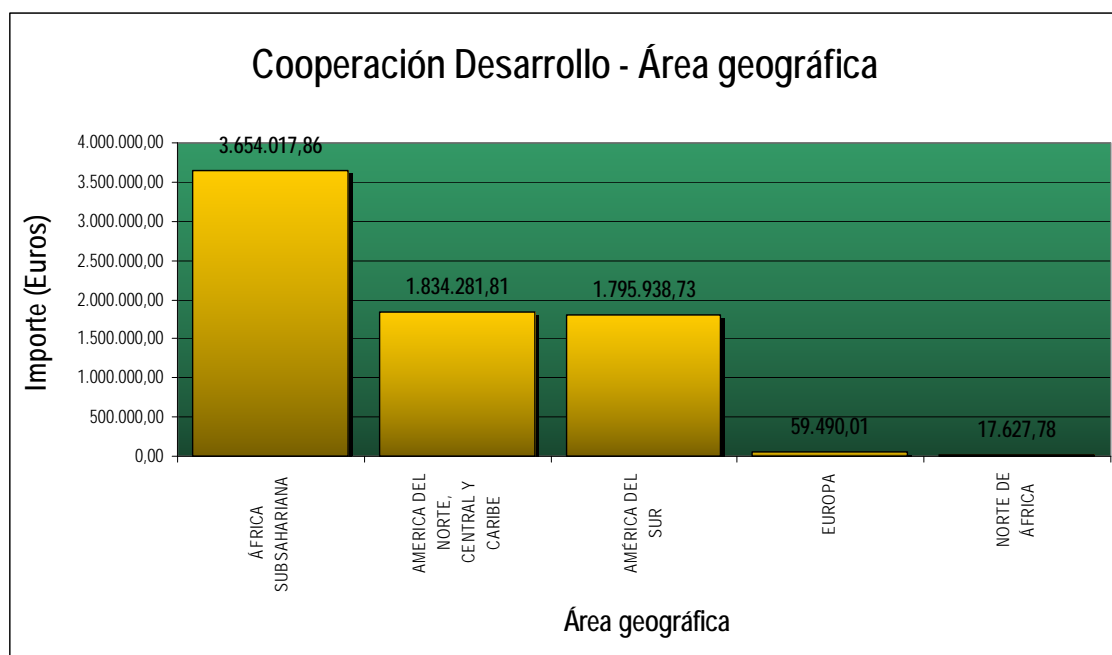 Cooperación Desarrollo - Área geográfica
Importe (Euros)
4.000.000,00
3.500.000,00
3.000.000,00
2.500.000,00
2.000.000,00
1.500.000,00
1.000.000,00
500.000,00
0,00
3.654.017,86
1.834.281,81
1.795.938,73
59.490,01
17.627,78
ÁFRICA
SUBSAHARIANA
AMERICA DEL
NORTE,
CENTRAL Y
CARIBE
AMÉRICA DEL
SUR
EUROPA
NORTE DE
ÁFRICA
Área geográfica